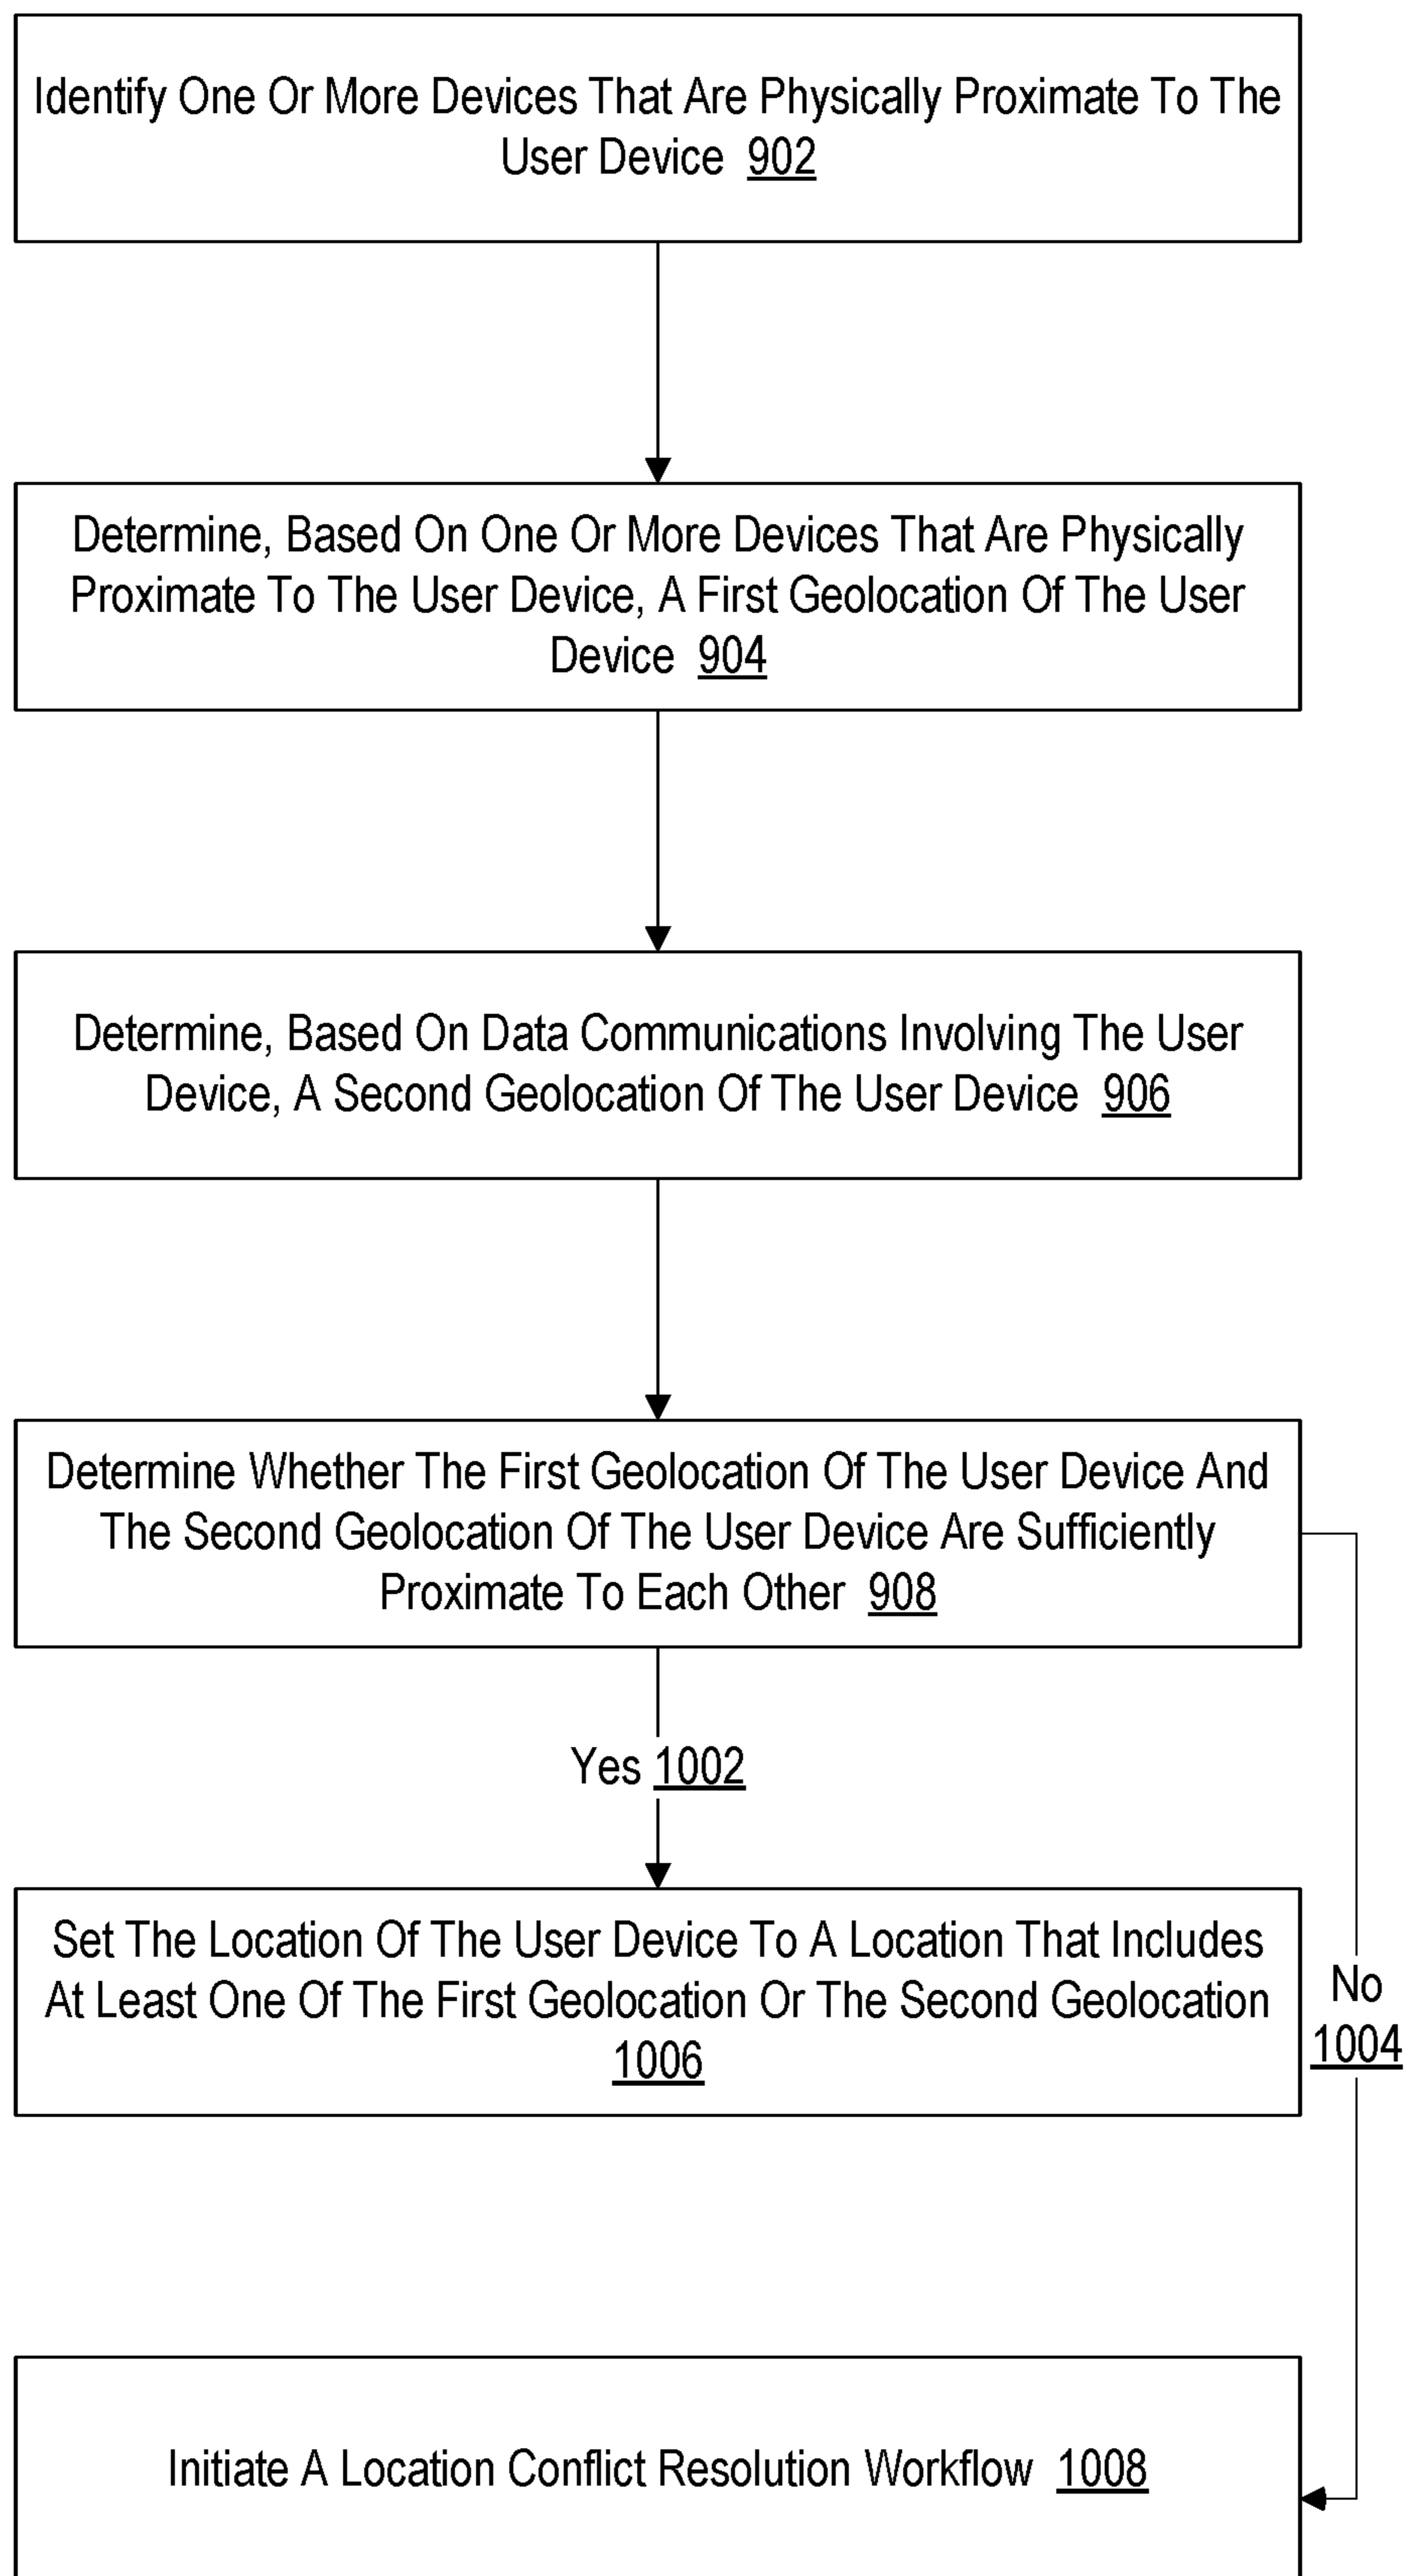 Identify One Or More Devices That Are Physically Proximate To The
User Device 902
Determine, Based On One Or More Devices That Are Physically
Proximate To The User Device, A First Geolocation Of The User
Device 904
Determine, Based On Data Communications Involving The User
Device, A Second Geolocation Of The User Device 906
Determine Whether The First Geolocation Of The User Device And
The Second Geolocation Of The User Device Are Sufficiently
Proximate To Each Other 908
Yes 1002
Set The Location Of The User Device To A Location That Includes
At Least One Of The First Geolocation Or The Second Geolocation
1006
No
1004
Initiate A Location Conflict Resolution Workflow 1008